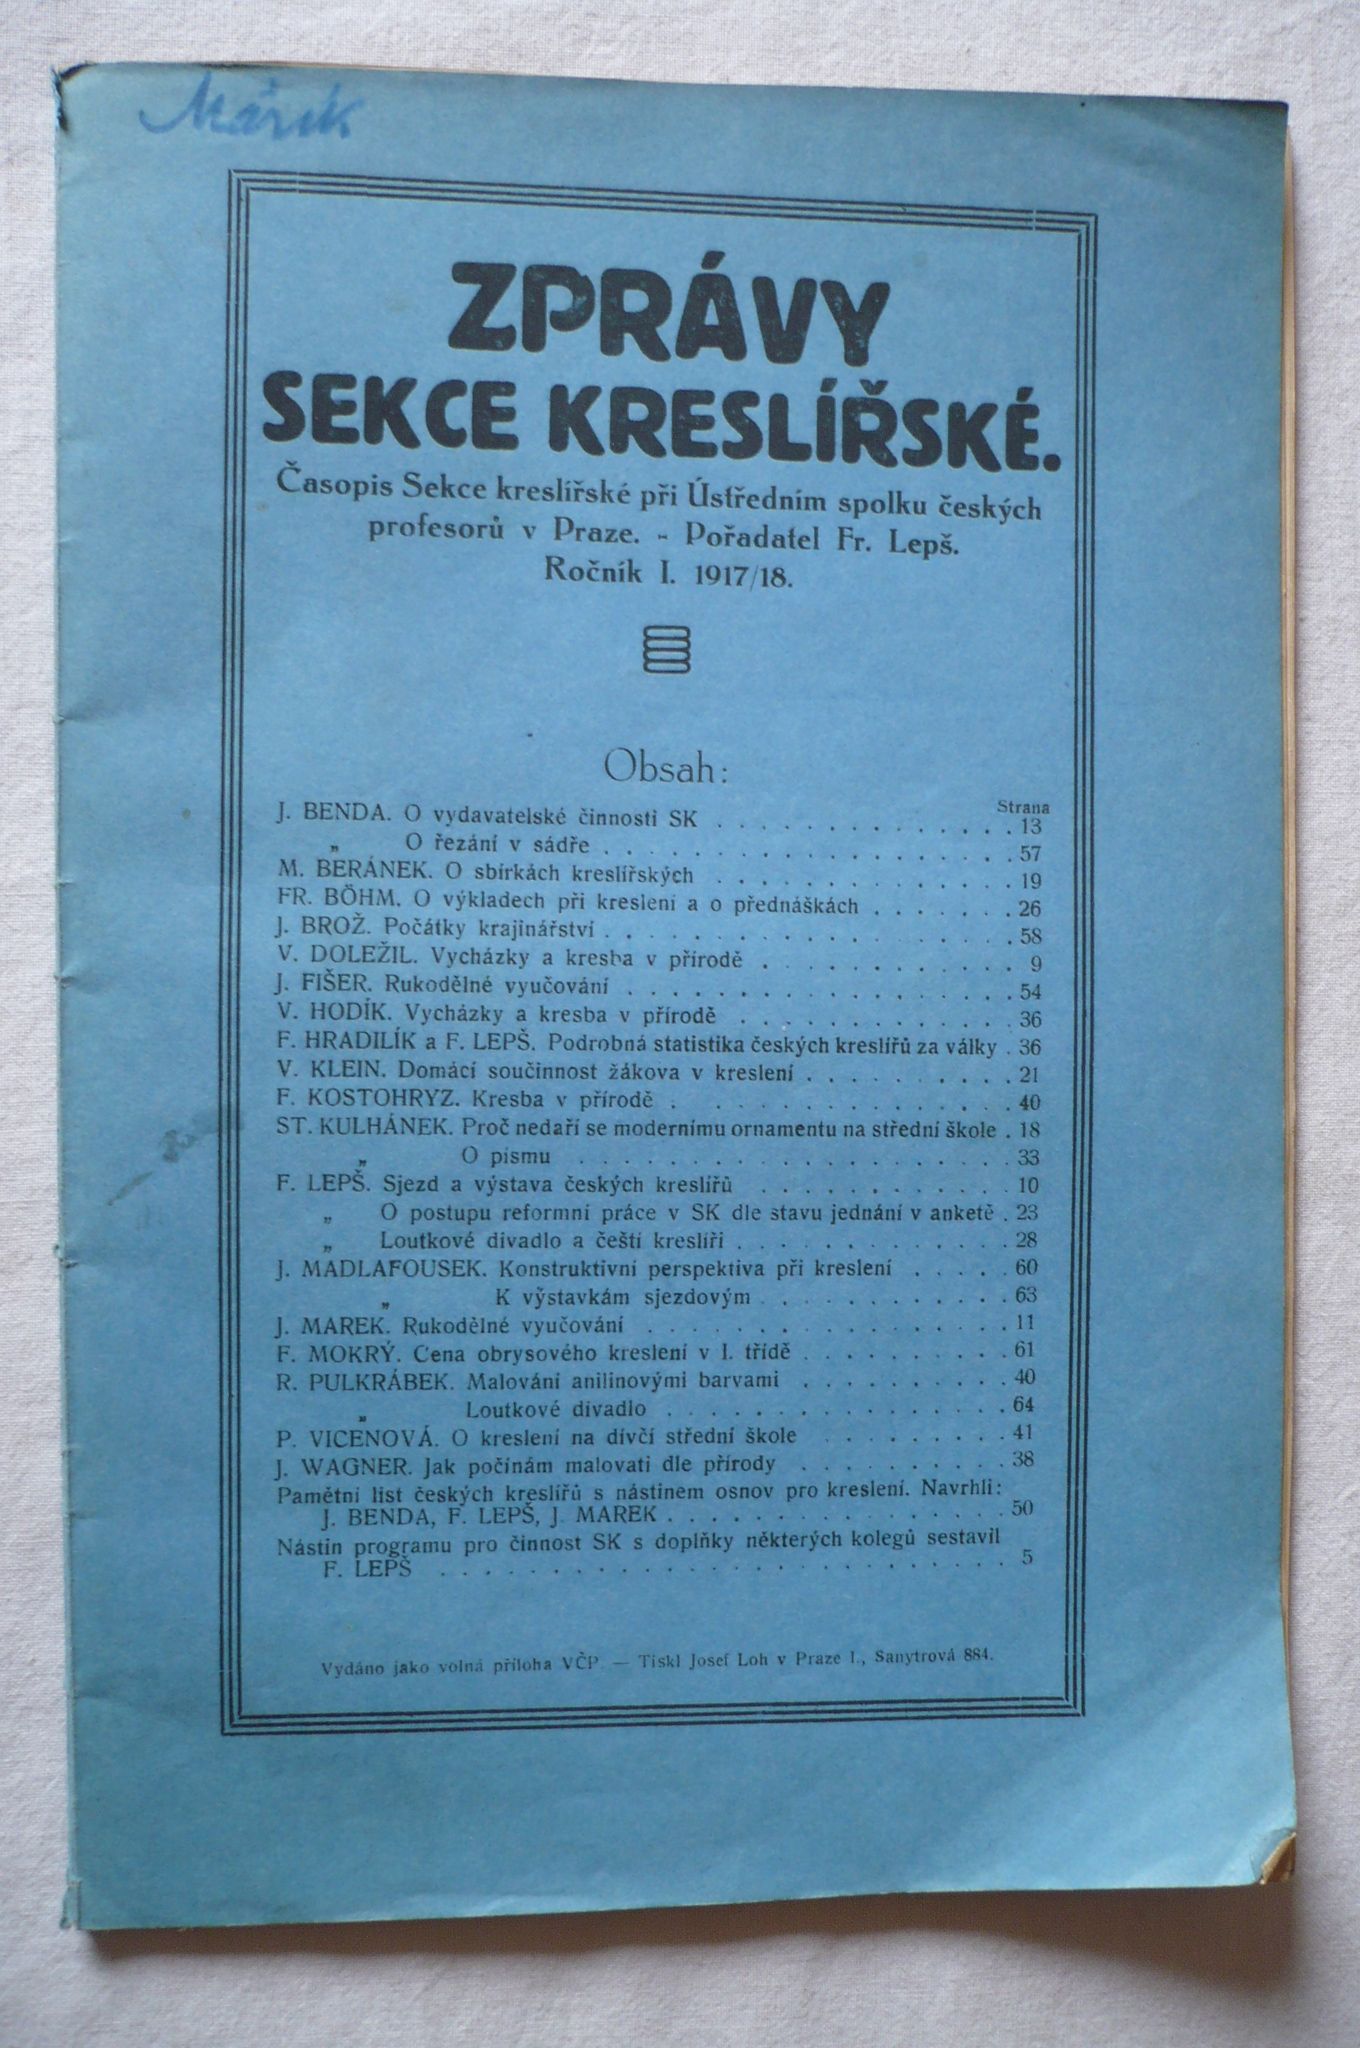 Márik
ZPRÁVY
SEKCE KRESLÍŘSKÉ.
Časopis Sekce kreslířské při Ústředním spolku českých
profesorů v Praze. - Pořadatel Fr. Lepš.
Ročník I. 1917/18.
Obsah:
Strana
J. BENDA. O vydavatelské činnosti SK . . . . . . . . . . . . . . 13
„ O řezání v sádře . . . . . . . . . . . . . . . . . . . 57
M. BERÁNEK. O sbírkách kreslířských . . . . . . . . . . . . . . 19
FR. BÖHM. O výkladech při kreslení a o přednáškách . . . . . . . 26
J. BROŽ. Počátky krajinářství . . . . . . . . . . . . . . . . . . . 58
V. DOLEŽIL. Vycházky a kresba v přírodě . . . . . . . . . . . . 9
J. FIŠER. Rukodělné vyučování . . . . . . . . . . . . . . . . . . 54
V. HODÍK. Vycházky a kresba v přírodě . . . . . . . . . . . . . 36
F. HRADILÍK a F. LEPŠ. Podrobná statistika českých kreslířů za války . 36
V. KLEIN. Domácí součinnost žákova v kreslení . . . . . . . . . . 21
F. KOSTOHRYZ. Kresba v přírodě . . . . . . . . . . . . . . . . 40
ST. KULHÁNEK. Proč nedaří se modernímu ornamentu na střední škole . 18
„ O písmu . . . . . . . . . . . . . . . . . . . . 33
F. LEPŠ. Sjezd a výstava českých kreslířů . . . . . . . . . . . . 10
„ O postupu reformní práce v SK dle stavu jednání v anketě . 23
„ Loutkové divadlo a čeští kreslíři . . . . . . . . . . . . . 28
J. MADLAFOUSEK. Konstruktivní perspektiva při kreslení . . . . . 60
„ K výstavkám sjezdovým . . . . . . . . . . . . 63
J. MAREK. Rukodělné vyučování . . . . . . . . . . . . . . . . . 11
F. MOKRÝ. Cena obrysového kreslení v I. třídě . . . . . . . . . . 61
R. PULKRÁBEK. Malování anilinovými barvami . . . . . . . . . . 40
„ Loutkové divadlo . . . . . . . . . . . . . . . . 64
P. VICENOVÁ. O kreslení na dívčí střední škole . . . . . . . . . 41
J. WAGNER. Jak počínám malovati dle přírody . . . . . . . . . . 38
Pamětní list českých kreslířů s nástinem osnov pro kreslení. Navrhli:
J. BENDA, F. LEPŠ, J. MAREK . . . . . . . . . . . . . . . . 50
Nástin programu pro činnost SK s doplňky některých kolegů sestavil
F. LEPŠ . . . . . . . . . . . . . . . . . . . . . . . . . . 5
Vydáno jako volná příloha VČP. — Tiskl Josef Loh v Praze I., Sanytrová 884.